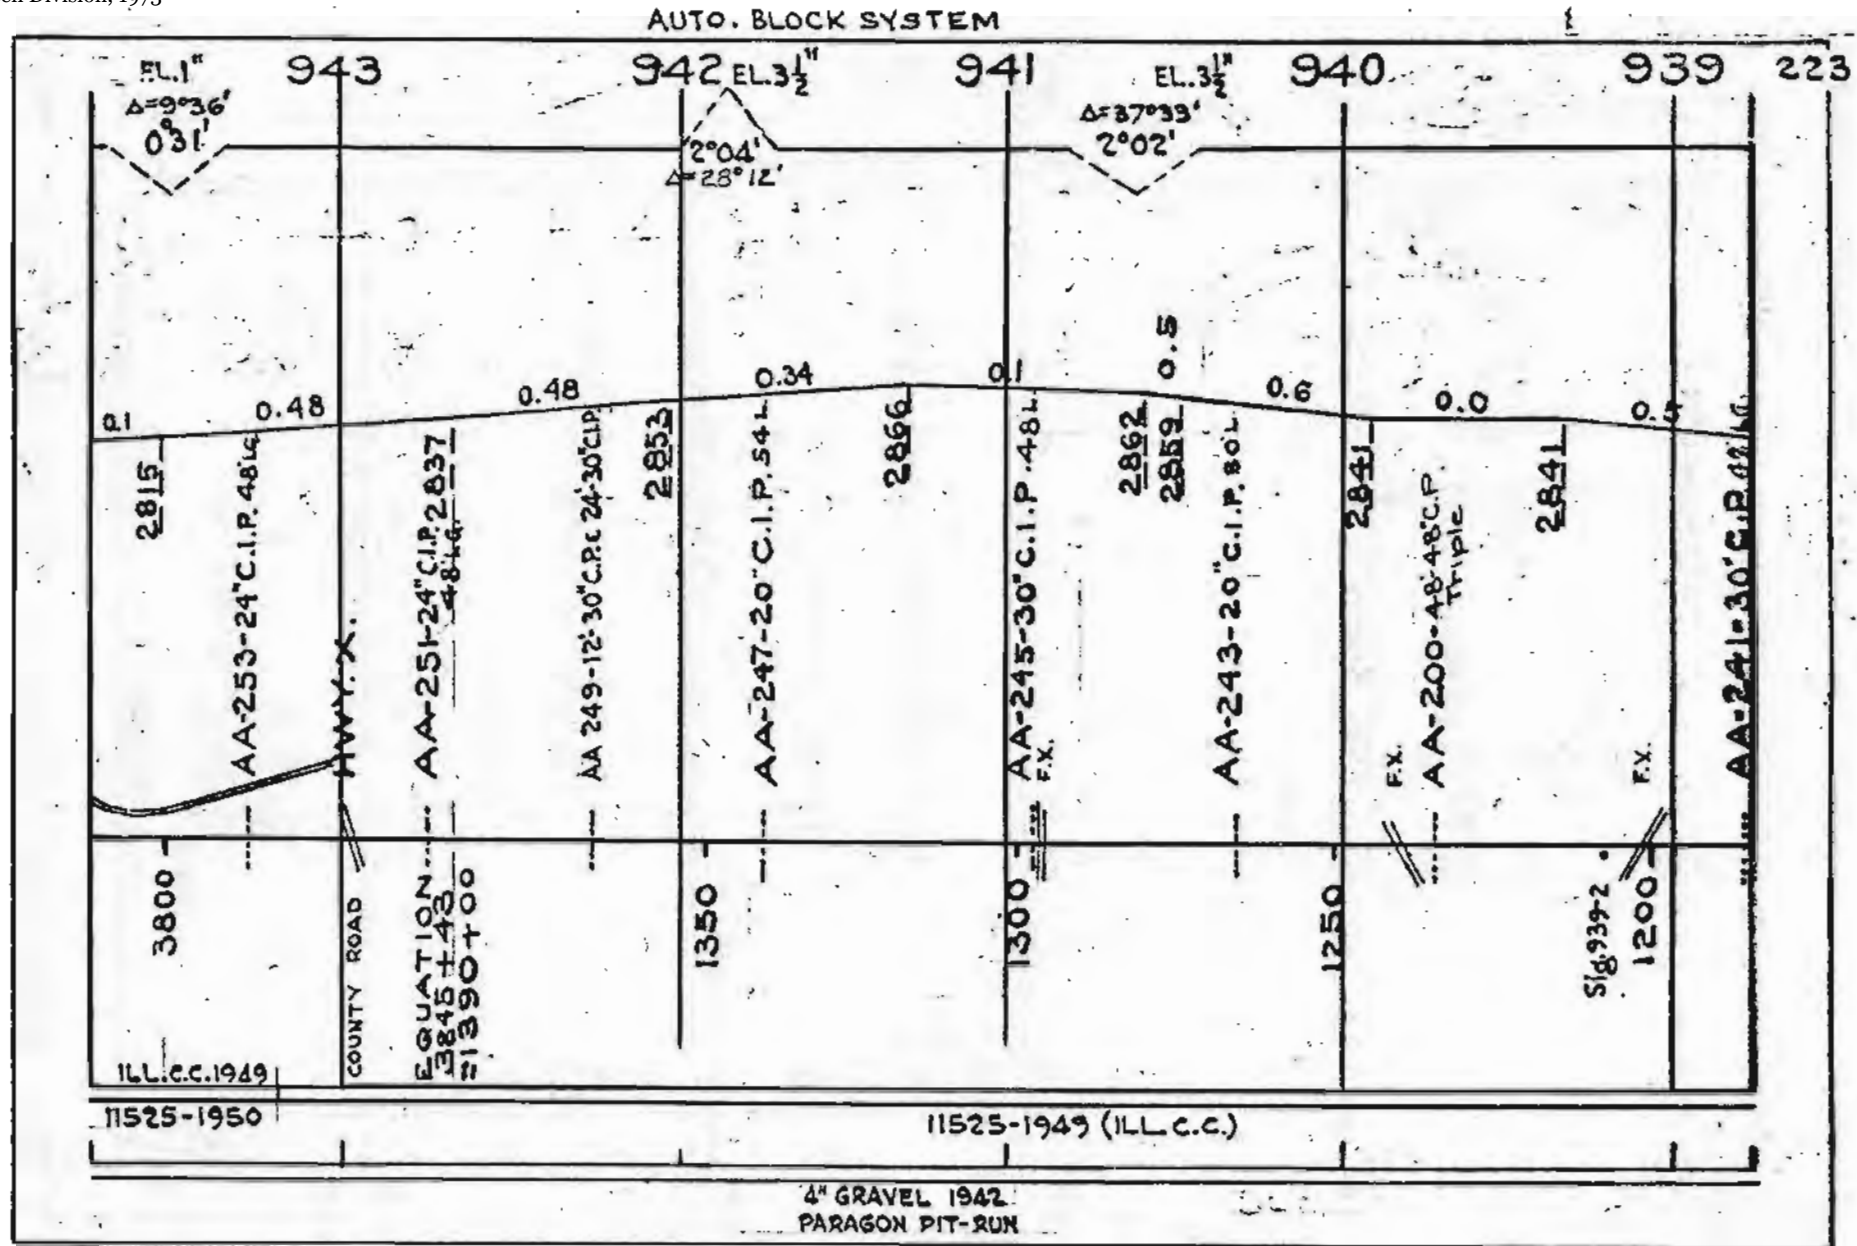 AUTO. BLOCK SYSTEM
943
942
941
940
939
223
EL.1"
Δ=9°36'
0°31'
EL.3½"
2°04'
Δ=28°12'
EL.3½"
Δ=37°33'
2°02'
0.1
0.48
0.48
0.34
0.1
0.5
0.6
0.0
2815
AA-253-24"C.I.P. 48'LG
HWY.X.
AA-251-24"C.I.P.
48'LG.
2837
AA 249-12'-30"C.P.& 24'-30"C.I.P.
2853
AA-247-20"C.I.P. 54 L
2866
AA-245-30"C.I.P. 48 L
F.X.
2862
2859
AA-243-20"C.I.P. 80 L
2841
F.X.
AA-200-48'-48"C.P.
Triple
2841
F.X.
AA-241-30"C.P.
3800
COUNTY ROAD
EQUATION
3845+43
=1390+00
1350
1300
1250
Sig.939-2
1200
ILL.C.C.1949
11525-1950
11525-1949 (ILL.C.C.)
4" GRAVEL 1942
PARAGON PIT-RUN